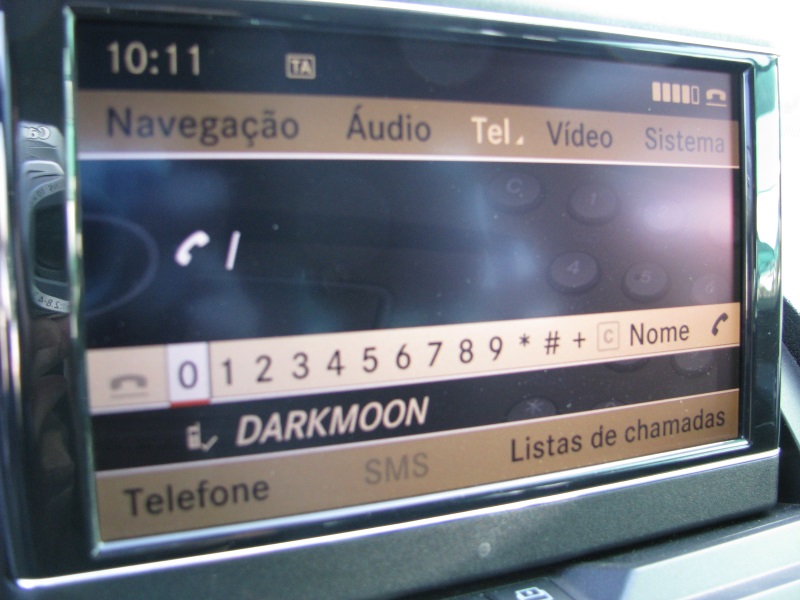 10:11 TA
Navegação Áudio Tel Vídeo Sistema
0 1 2 3 4 5 6 7 8 9 * # + C Nome
DARKMOON
Telefone SMS Listas de chamadas